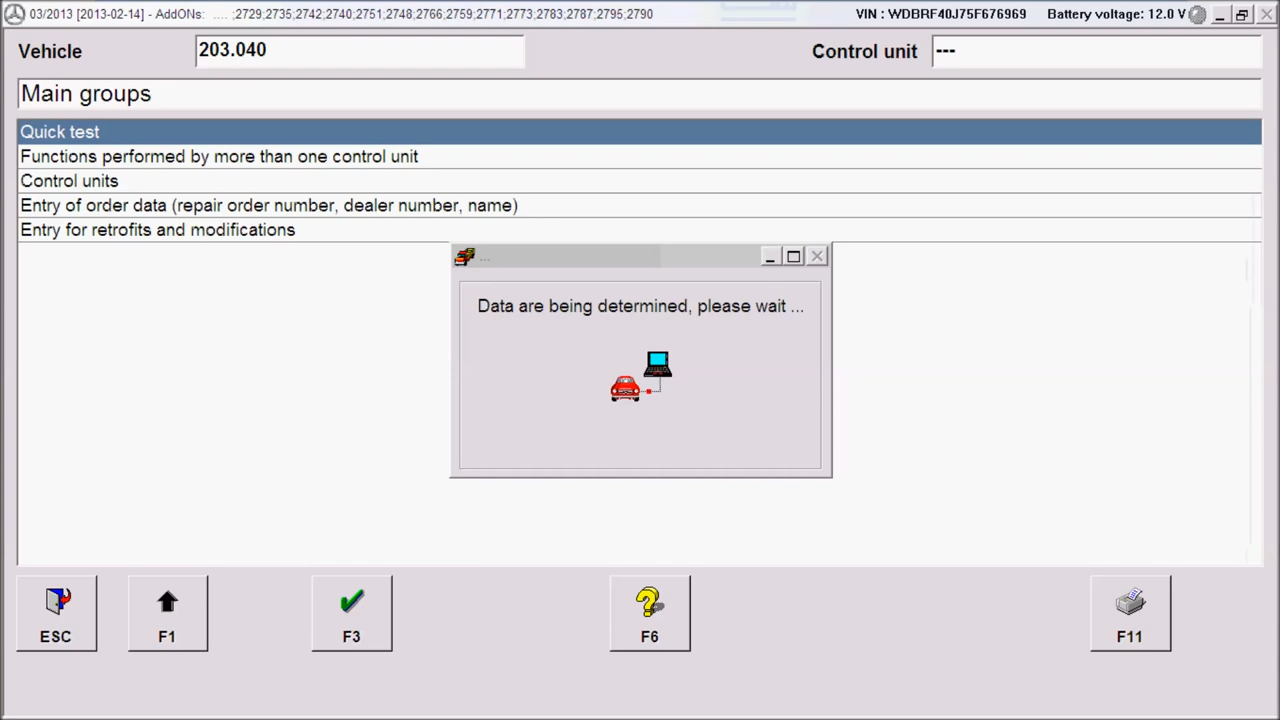 03/2013 [2013-02-14] - AddONs: .... ;2729;2735;2742;2740;2751;2748;2766;2759;2771;2773;2783;2787;2795;2790 VIN : WDBRF40J75F676969 Battery voltage: 12.0 V
Vehicle 203.040 Control unit ---
Main groups
Quick test
Functions performed by more than one control unit
Control units
Entry of order data (repair order number, dealer number, name)
Entry for retrofits and modifications
...
Data are being determined, please wait ...
ESC F1 F3 F6 F11